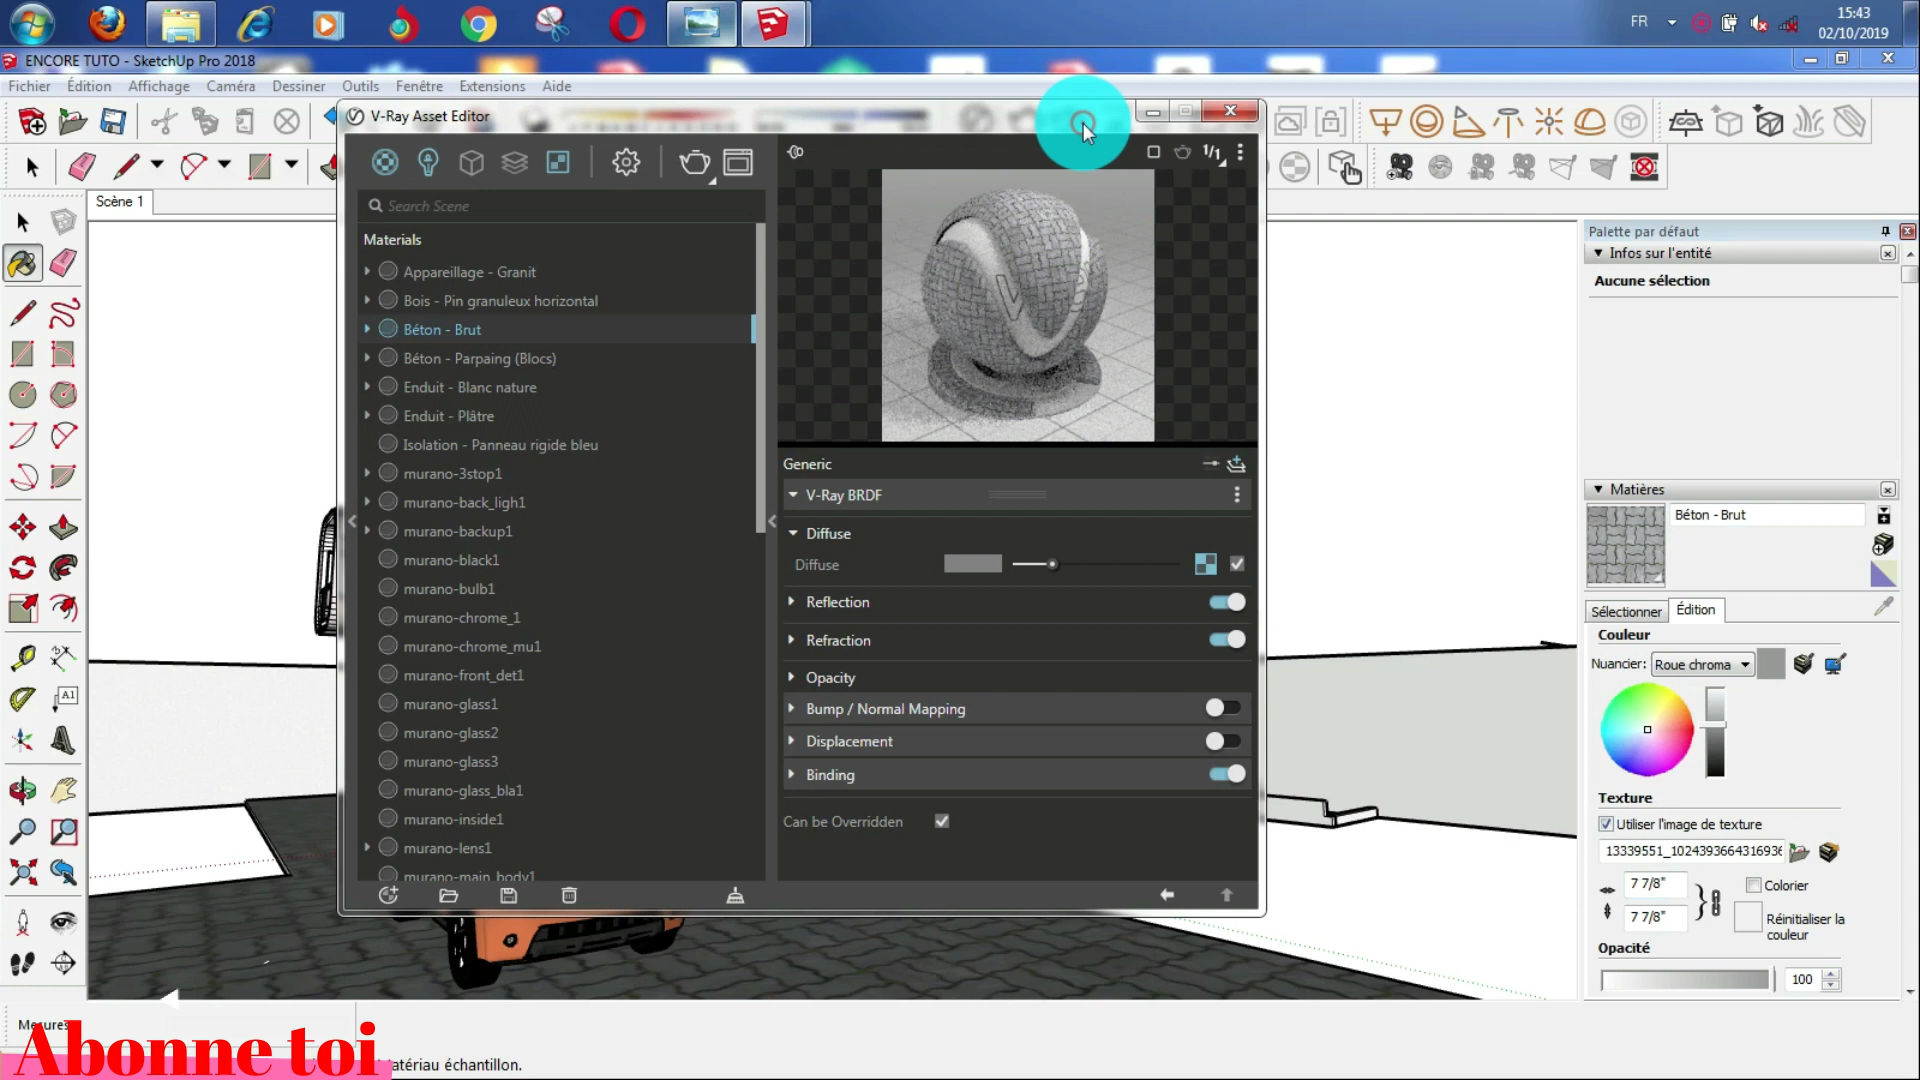 FR
15:43
02/10/2019
ENCORE TUTO - SketchUp Pro 2018
Fichier Édition Affichage Caméra Dessiner Outils Fenêtre Extensions Aide
V-Ray Asset Editor
1/1
Scène 1
Search Scene
Materials
Appareillage - Granit
Bois - Pin granuleux horizontal
Béton - Brut
Béton - Parpaing (Blocs)
Enduit - Blanc nature
Enduit - Plâtre
Isolation - Panneau rigide bleu
murano-3stop1
murano-back_ligh1
murano-backup1
murano-black1
murano-bulb1
murano-chrome_1
murano-chrome_mu1
murano-front_det1
murano-glass1
murano-glass2
murano-glass3
murano-glass_bla1
murano-inside1
murano-lens1
murano-main_body1
Generic
V-Ray BRDF
Diffuse
Diffuse
Reflection
Refraction
Opacity
Bump / Normal Mapping
Displacement
Binding
Can be Overridden
Palette par défaut
Infos sur l'entité
Aucune sélection
Matières
Béton - Brut
Sélectionner Édition
Couleur
Nuancier: Roue chroma
Texture
Utiliser l'image de texture
13339551_1024393664316936
7 7/8"
Colorier
7 7/8"
Réinitialiser la
couleur
Opacité
100
A1
Mesures
Abonne toi
atériau échantillon.